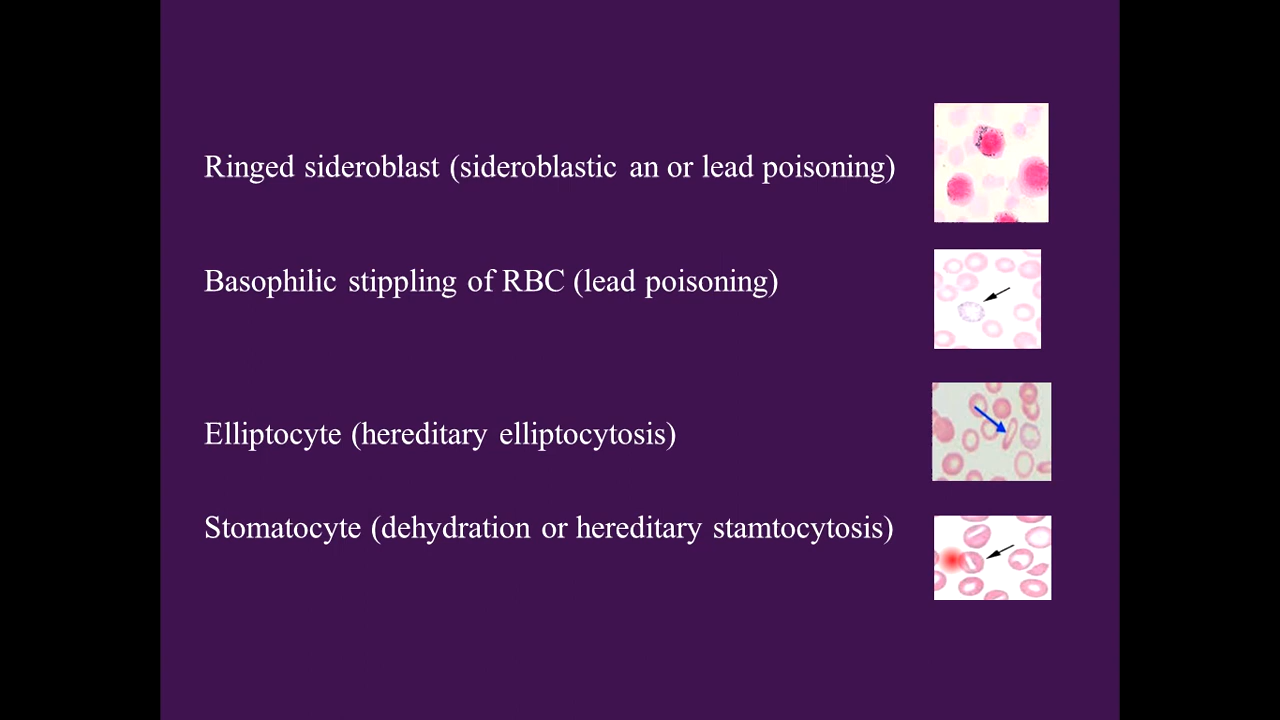 Ringed sideroblast (sideroblastic an or lead poisoning)
Basophilic stippling of RBC (lead poisoning)
Elliptocyte (hereditary elliptocytosis)
Stomatocyte (dehydration or hereditary stamtocytosis)